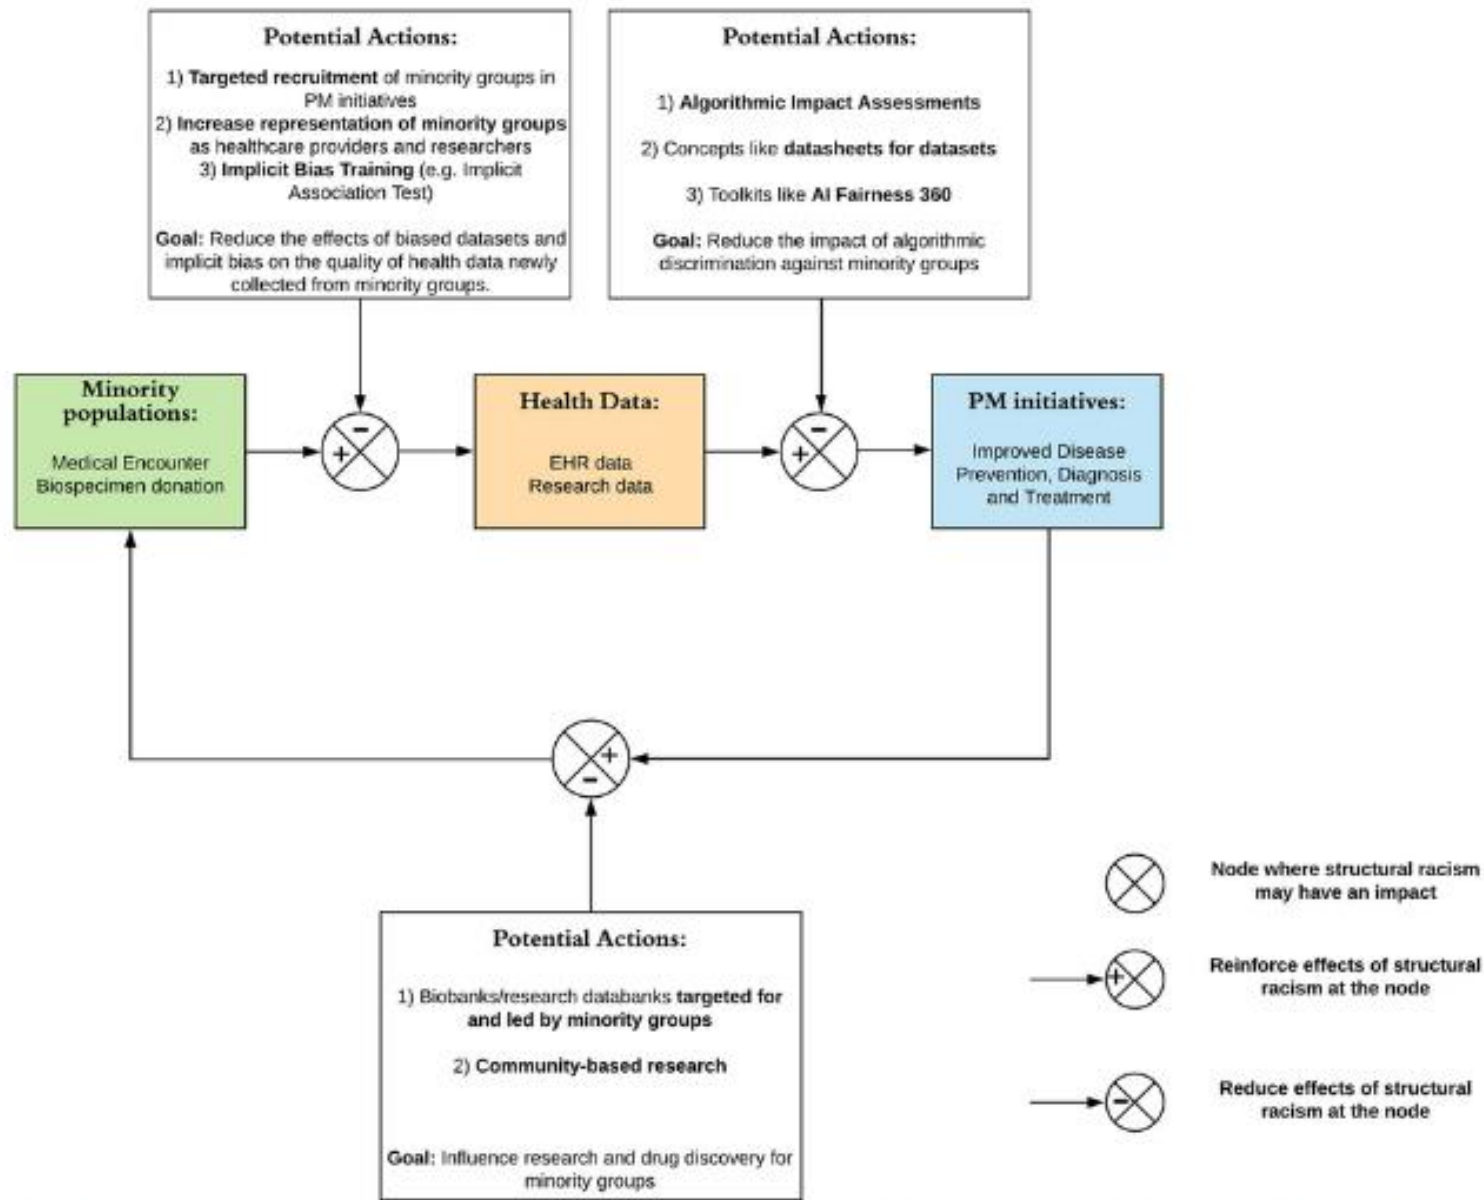 Potential Actions:
1) Targeted recruitment of minority groups in
PM initiatives
2) Increase representation of minority groups
as healthcare providers and researchers
3) Implicit Bias Training (e.g. Implicit
Association Test)
Goal: Reduce the effects of biased datasets and
implicit bias on the quality of health data newly
collected from minority groups.
Potential Actions:
1) Algorithmic Impact Assessments
2) Concepts like datasheets for datasets
3) Toolkits like AI Fairness 360
Goal: Reduce the impact of algorithmic
discrimination against minority groups
Minority
populations:
Medical Encounter
Biospecimen donation
-
+
Health Data:
EHR data
Research data
-
+
PM initiatives:
Improved Disease
Prevention, Diagnosis
and Treatment
+
-
Potential Actions:
1) Biobanks/research databanks targeted for
and led by minority groups
2) Community-based research
Goal: Influence research and drug discovery for
minority groups
Node where structural racism
may have an impact
+
Reinforce effects of structural
racism at the node
-
Reduce effects of structural
racism at the node